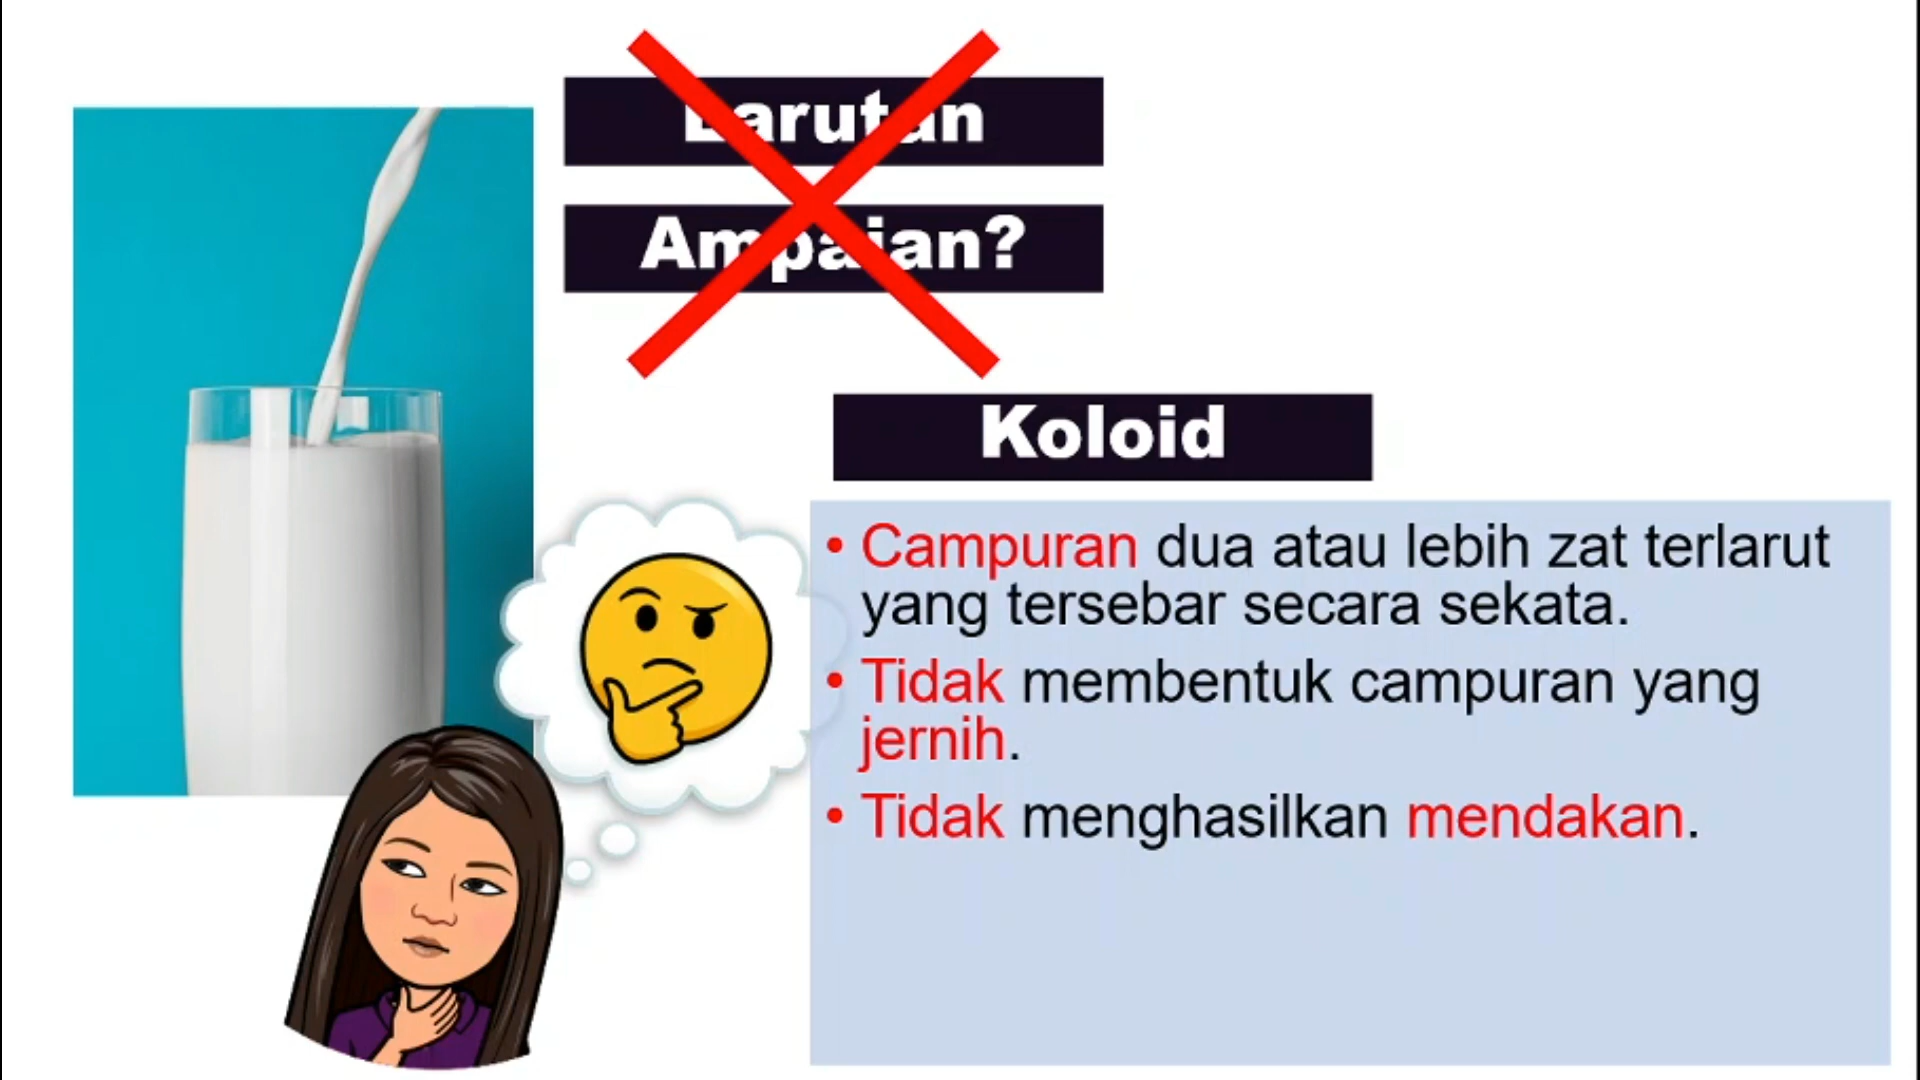 Larutan
Ampaian?
Koloid
• Campuran dua atau lebih zat terlarut
yang tersebar secara sekata.
• Tidak membentuk campuran yang
jernih.
• Tidak menghasilkan mendakan.